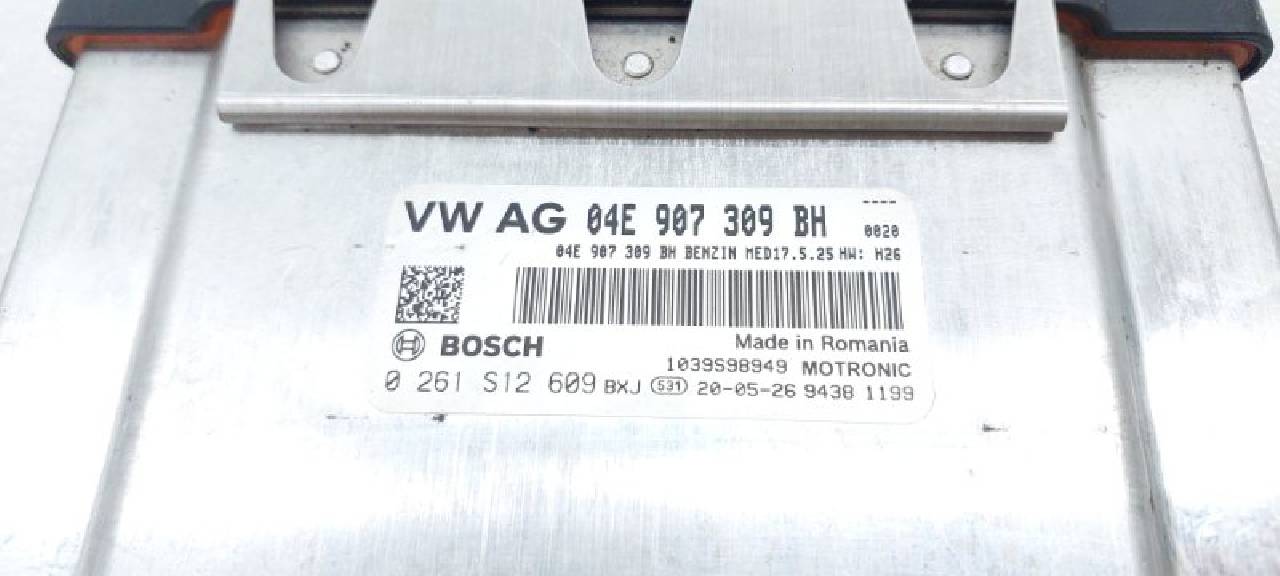 VW AG 04E 907 309 BH ----
0020
04E 907 309 BH BENZIN MED17.5.25 HW: H26
BOSCH Made in Romania
1039S98949 MOTRONIC
0 261 S12 609 BXJ 531 20-05-26 9438 1199